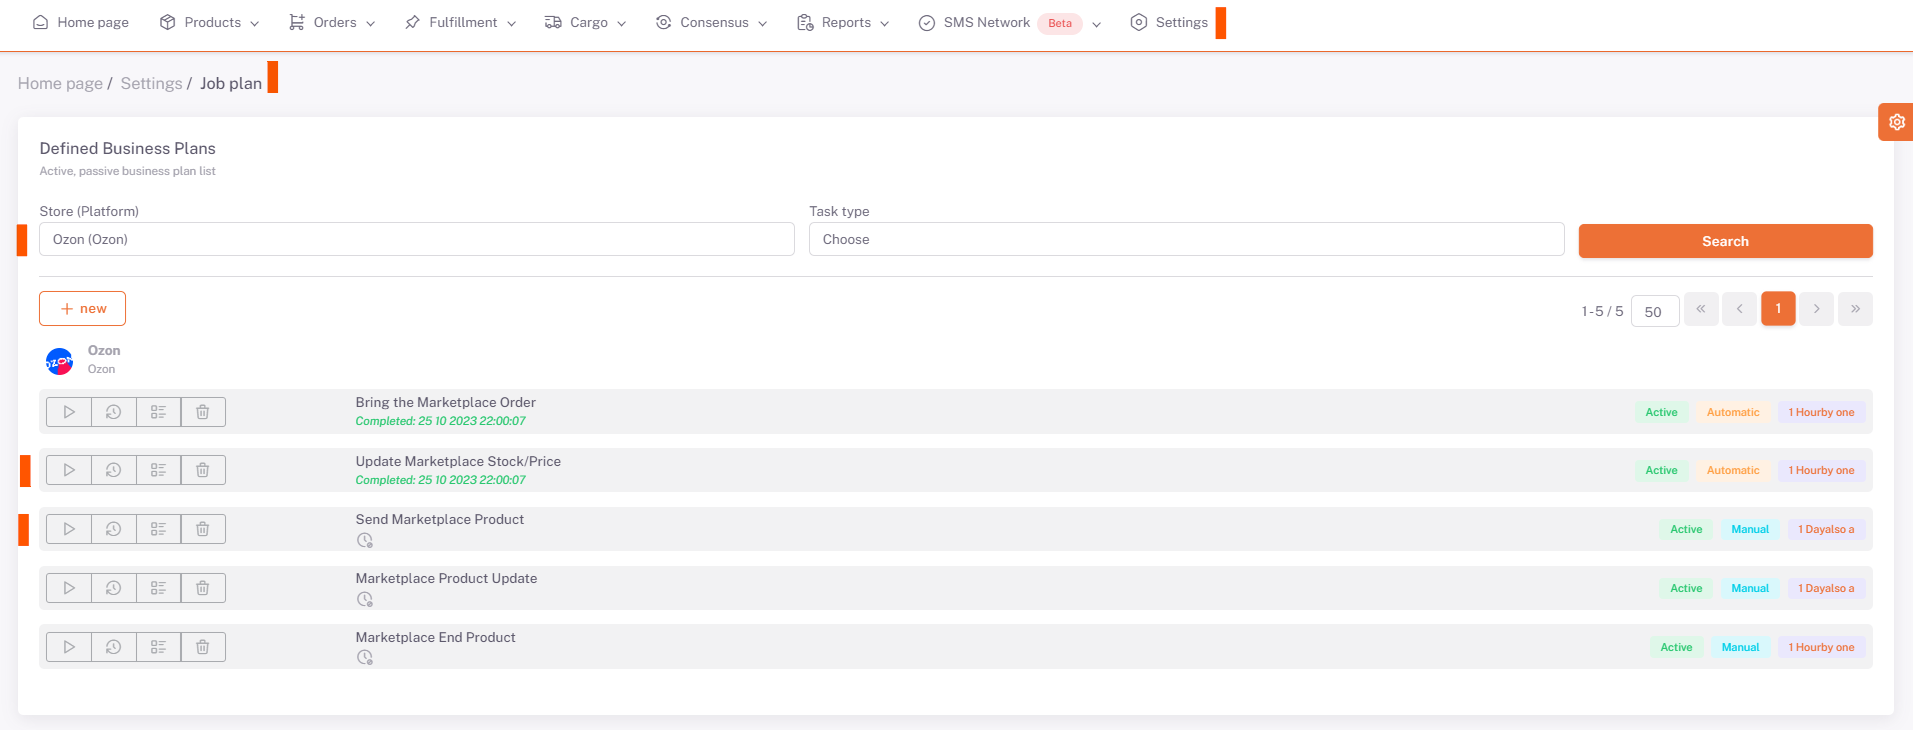 Home page Products Orders Fulfillment Cargo Consensus Reports SMS Network Beta Settings
Home page / Settings / Job plan
Defined Business Plans
Active, passive business plan list
Store (Platform) Task type
Ozon (Ozon) Choose Search
+ new 1 - 5 / 5 50 « ‹ 1 › »
OZON Ozon
Ozon
Bring the Marketplace Order
Completed: 25 10 2023 22:00:07
Active Automatic 1 Hourby one
Update Marketplace Stock/Price
Completed: 25 10 2023 22:00:07
Active Automatic 1 Hourby one
Send Marketplace Product
Active Manual 1 Dayalso a
Marketplace Product Update
Active Manual 1 Dayalso a
Marketplace End Product
Active Manual 1 Hourby one